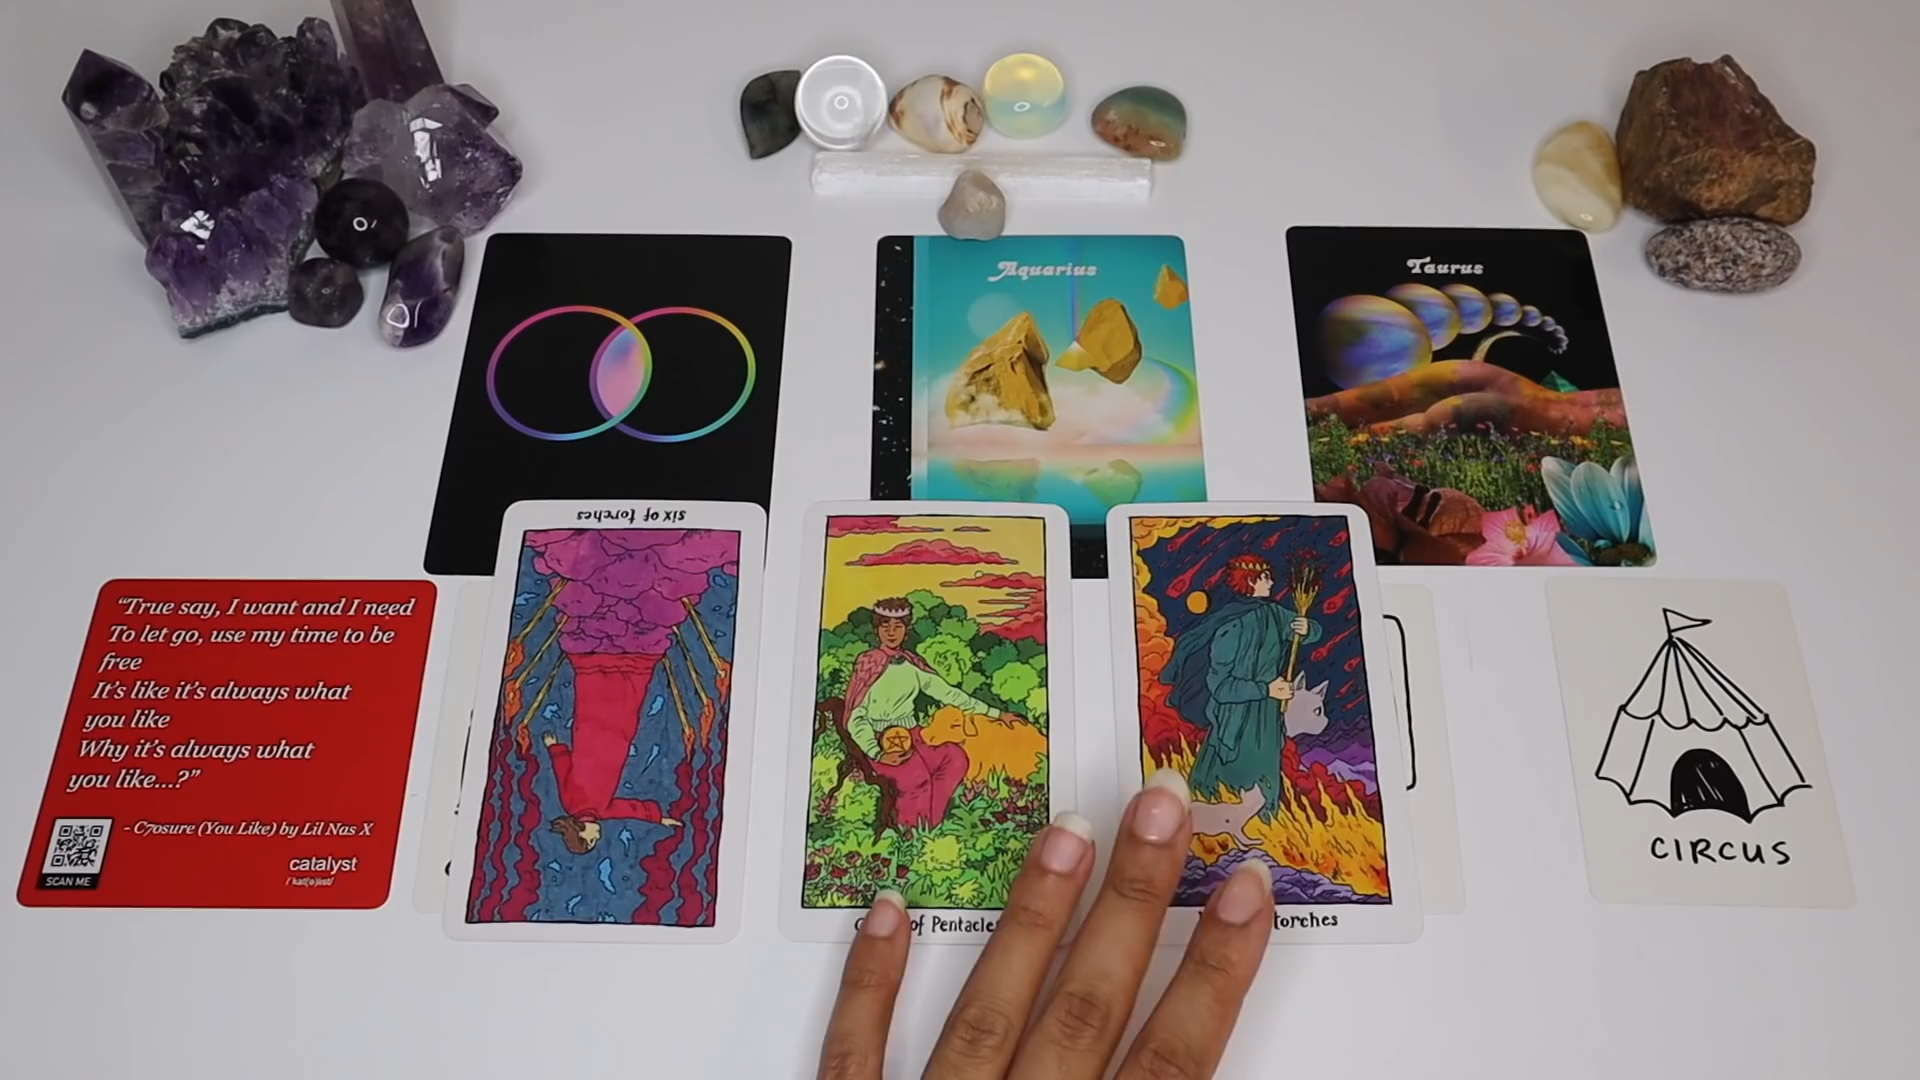 Aquarius
Taurus
six of torches
"True say, I want and I need
To let go, use my time to be
free
It's like it's always what
you like
Why it's always what
you like...?"
- C7osure (You Like) by Lil Nas X
catalyst
/'kat(ə)list/
SCAN ME
of Pentacles
torches
CIRCUS